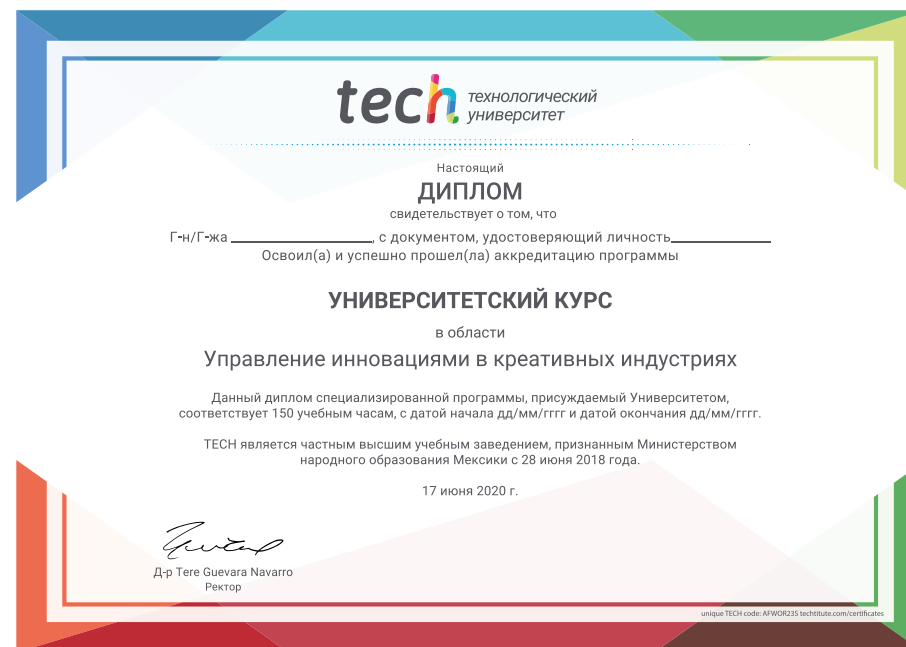 tech технологический
университет
Настоящий
ДИПЛОМ
свидетельствует о том, что
Г-н/Г-жа , с документом, удостоверяющий личность
Освоил(а) и успешно прошел(ла) аккредитацию программы
УНИВЕРСИТЕТСКИЙ КУРС
в области
Управление инновациями в креативных индустриях
Данный диплом специализированной программы, присуждаемый Университетом,
соответствует 150 учебным часам, с датой начала дд/мм/гггг и датой окончания дд/мм/гггг.
TECH является частным высшим учебным заведением, признанным Министерством
народного образования Мексики с 28 июня 2018 года.
17 июня 2020 г.
Д-р Tere Guevara Navarro
Ректор
unique TECH code: AFWOR23S techtitute.com/certificates